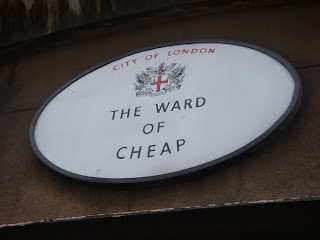 CITY OF LONDON
THE WARD
OF
CHEAP